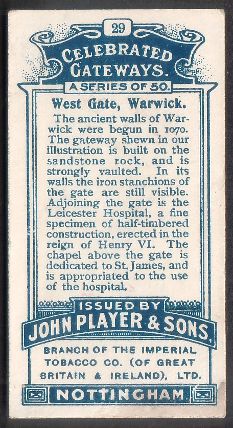 29
CELEBRATED
GATEWAYS.
A SERIES OF 50.
West Gate, Warwick.
The ancient walls of War-
wick were begun in 1070.
The gateway shewn in our
illustration is built on the
sandstone rock, and is
strongly vaulted. In its
walls the iron stanchions of
the gate are still visible.
Adjoining the gate is the
Leicester Hospital, a fine
specimen of half-timbered
construction, erected in the
reign of Henry VI. The
chapel above the gate is
dedicated to St. James, and
is appropriated to the use
of the hospital.
ISSUED BY
JOHN PLAYER & SONS.
BRANCH OF THE IMPERIAL
TOBACCO CO. (OF GREAT
BRITAIN & IRELAND), LTD.
NOTTINGHAM.